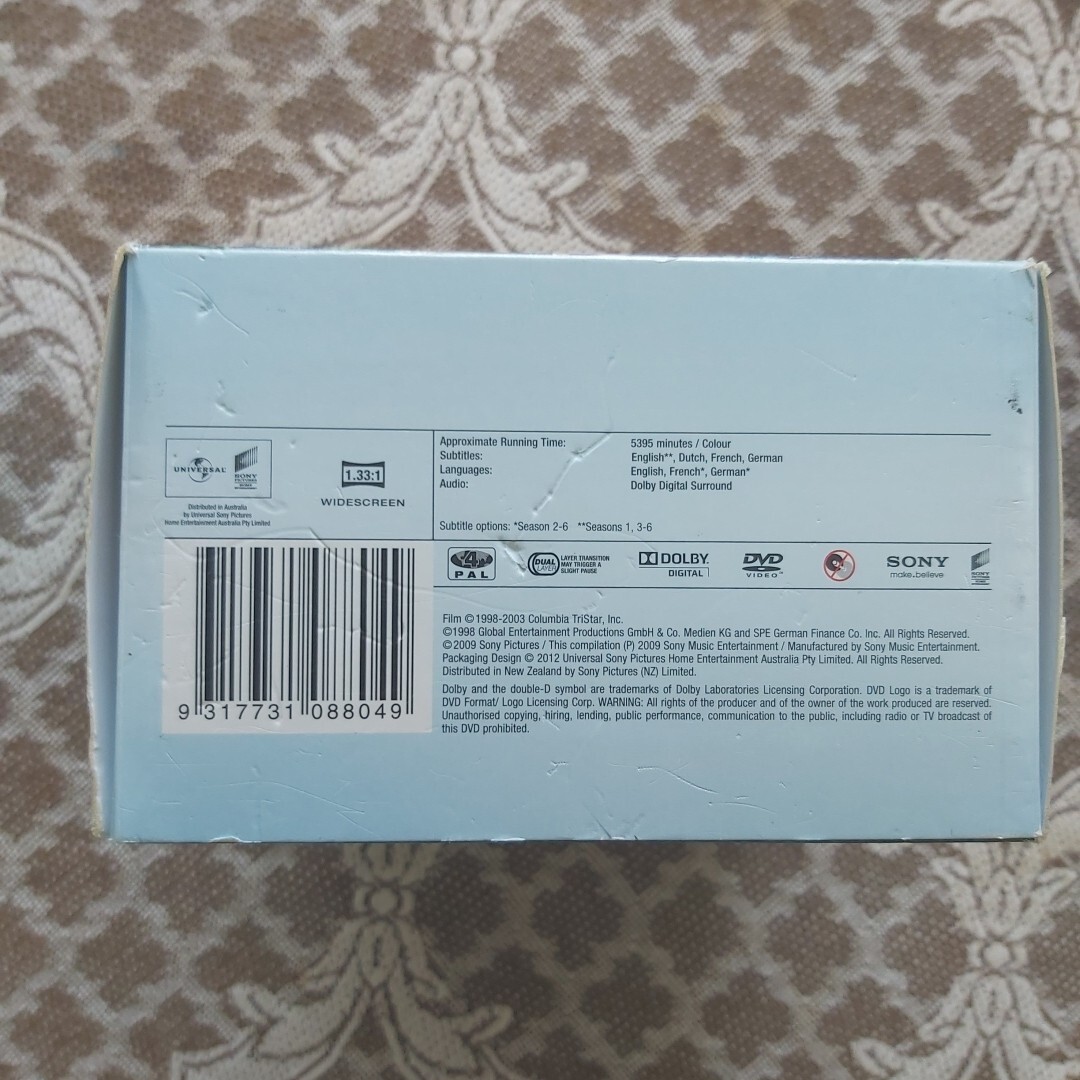 Approximate Running Time: 5395 minutes / Colour
Subtitles: English**, Dutch, French, German
Languages: English, French*, German*
Audio: Dolby Digital Surround
Subtitle options: *Season 2-6 **Seasons 1, 3-6
UNIVERSAL
SONY
PICTURES
Distributed in Australia
by Universal Sony Pictures
Home Entertainment Australia Pty Limited
1.33:1
WIDESCREEN
4
PAL
DUAL
LAYER
LAYER TRANSITION
MAY TRIGGER A
SLIGHT PAUSE
DOLBY
DIGITAL
DVD
VIDEO™
SONY
make.believe
SONY
9 317731 088049
Film ©1998-2003 Columbia TriStar, Inc.
©1998 Global Entertainment Productions GmbH & Co. Medien KG and SPE German Finance Co. Inc. All Rights Reserved.
©2009 Sony Pictures / This compilation (P) 2009 Sony Music Entertainment / Manufactured by Sony Music Entertainment.
Packaging Design © 2012 Universal Sony Pictures Home Entertainment Australia Pty Limited. All Rights Reserved.
Distributed in New Zealand by Sony Pictures (NZ) Limited.
Dolby and the double-D symbol are trademarks of Dolby Laboratories Licensing Corporation. DVD Logo is a trademark of
DVD Format/ Logo Licensing Corp. WARNING: All rights of the producer and of the owner of the work produced are reserved.
Unauthorised copying, hiring, lending, public performance, communication to the public, including radio or TV broadcast of
this DVD prohibited.